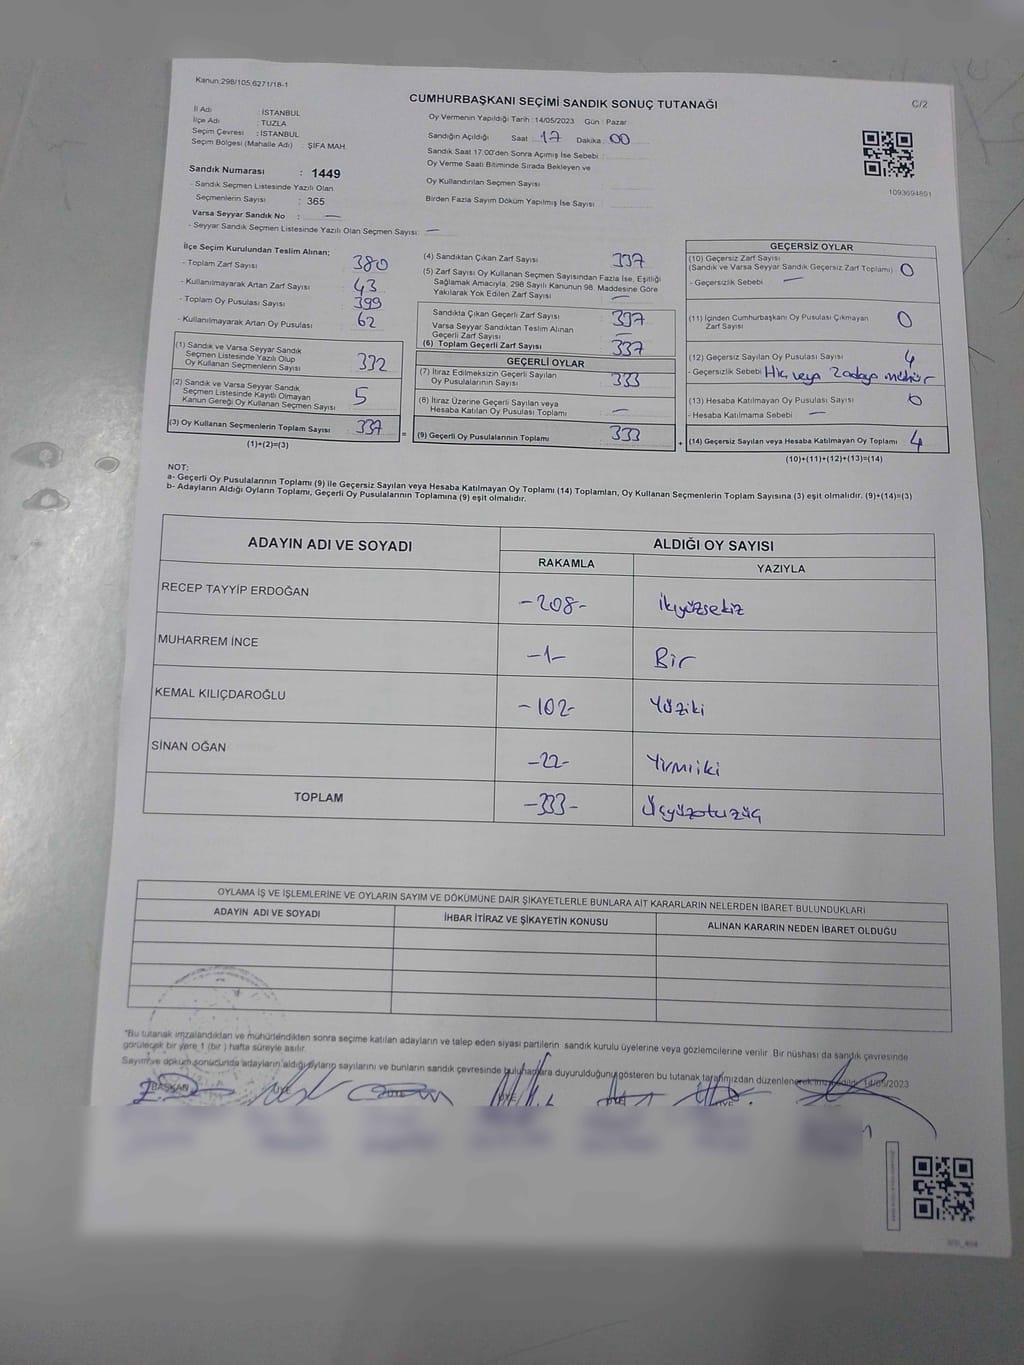 Kanun:298/105,6271/18-1
CUMHURBAŞKANI SEÇİMİ SANDIK SONUÇ TUTANAĞI
C/2
İl Adı : İSTANBUL
İlçe Adı : TUZLA
Seçim Çevresi : İSTANBUL
Seçim Bölgesi (Mahalle Adı) : ŞİFA MAH.
Oy Vermenin Yapıldığı Tarih :14/05/2023 Gün : Pazar
Sandığın Açıldığı Saat : 17 Dakika : 00
Sandık Saat 17:00'den Sonra Açımış İse Sebebi :
Oy Verme Saati Bitiminde Sırada Bekleyen ve
Oy Kullandırılan Seçmen Sayısı
Birden Fazla Sayım Döküm Yapılmış İse Sayısı
1093694891
Sandık Numarası : 1449
- Sandık Seçmen Listesinde Yazılı Olan
Seçmenlerin Sayısı : 365
Varsa Seyyar Sandık No : —
- Seyyar Sandık Seçmen Listesinde Yazılı Olan Seçmen Sayısı: —
İlçe Seçim Kurulundan Teslim Alınan;
- Toplam Zarf Sayısı 380
- Kullanılmayarak Artan Zarf Sayısı : 43
- Toplam Oy Pusulası Sayısı : 399
- Kullanılmayarak Artan Oy Pusulası : 62
(1) Sandık ve Varsa Seyyar Sandık
Seçmen Listesinde Yazılı Olup
Oy Kullanan Seçmenlerin Sayısı : 332
(2) Sandık ve Varsa Seyyar Sandık
Seçmen Listesinde Kayıtlı Olmayan
Kanun Gereği Oy Kullanan Seçmen Sayısı : 5
(3) Oy Kullanan Seçmenlerin Toplam Sayısı : 337
(1)+(2)=(3)
(4) Sandıktan Çıkan Zarf Sayısı : 337
(5) Zarf Sayısı Oy Kullanan Seçmen Sayısından Fazla İse, Eşitliği
Sağlamak Amacıyla, 298 Sayılı Kanunun 98. Maddesine Göre
Yakılarak Yok Edilen Zarf Sayısı : —
Sandıkta Çıkan Geçerli Zarf Sayısı : 337
Varsa Seyyar Sandıktan Teslim Alınan
Geçerli Zarf Sayısı : —
(6) Toplam Geçerli Zarf Sayısı : 337
GEÇERLİ OYLAR
(7) İtiraz Edilmeksizin Geçerli Sayılan
Oy Pusulalarının Sayısı : 333
(8) İtiraz Üzerine Geçerli Sayılan veya
Hesaba Katılan Oy Pusulası Toplamı : —
= (9) Geçerli Oy Pusulalarının Toplamı : 333
GEÇERSİZ OYLAR
(10) Geçersiz Zarf Sayısı
(Sandık ve Varsa Seyyar Sandık Geçersiz Zarf Toplamı) : 0
- Geçersizlik Sebebi : —
(11) İçinden Cumhurbaşkanı Oy Pusulası Çıkmayan
Zarf Sayısı : 0
(12) Geçersiz Sayılan Oy Pusulası Sayısı : 4
- Geçersizlik Sebebi : Hiç veya 2 adaya mühür
(13) Hesaba Katılmayan Oy Pusulası Sayısı : 0
- Hesaba Katılmama Sebebi : —
+ (14) Geçersiz Sayılan veya Hesaba Katılmayan Oy Toplamı : 4
(10)+(11)+(12)+(13)=(14)
NOT:
a- Geçerli Oy Pusulalarının Toplamı (9) ile Geçersiz Sayılan veya Hesaba Katılmayan Oy Toplamı (14) Toplamları, Oy Kullanan Seçmenlerin Toplam Sayısına (3) eşit olmalıdır. (9)+(14)=(3)
b- Adayların Aldığı Oyların Toplamı, Geçerli Oy Pusulalarının Toplamına (9) eşit olmalıdır.
ADAYIN ADI VE SOYADI ALDIĞI OY SAYISI
RAKAMLA YAZIYLA
RECEP TAYYİP ERDOĞAN -208- İkiyüzsekiz
MUHARREM İNCE -1- Bir
KEMAL KILIÇDAROĞLU -102- Yüziki
SİNAN OĞAN -22- Yirmiiki
TOPLAM -333- Üçyüzotuzüç
OYLAMA İŞ VE İŞLEMLERİNE VE OYLARIN SAYIM VE DÖKÜMÜNE DAİR ŞİKAYETLERLE BUNLARA AİT KARARLARIN NELERDEN İBARET BULUNDUKLARI
ADAYIN ADI VE SOYADI İHBAR İTİRAZ VE ŞİKAYETİN KONUSU ALINAN KARARIN NEDEN İBARET OLDUĞU
*Bu tutanak imzalandıktan ve mühürlendikten sonra seçime katılan adayların ve talep eden siyasi partilerin sandık kurulu üyelerine veya gözlemcilerine verilir. Bir nüshası da sandık çevresinde
görülecek bir yere 1 (bir ) hafta süreyle asılır.
Sayım ve döküm sonucunda adayların aldığı oyların sayılarını ve bunların sandık çevresinde bulunanlara duyurulduğunu gösteren bu tutanak tarafımızdan düzenlenerek imza edildi. 14/05/2023
BAŞKAN ÜYE ÜYE ÜYE ÜYE